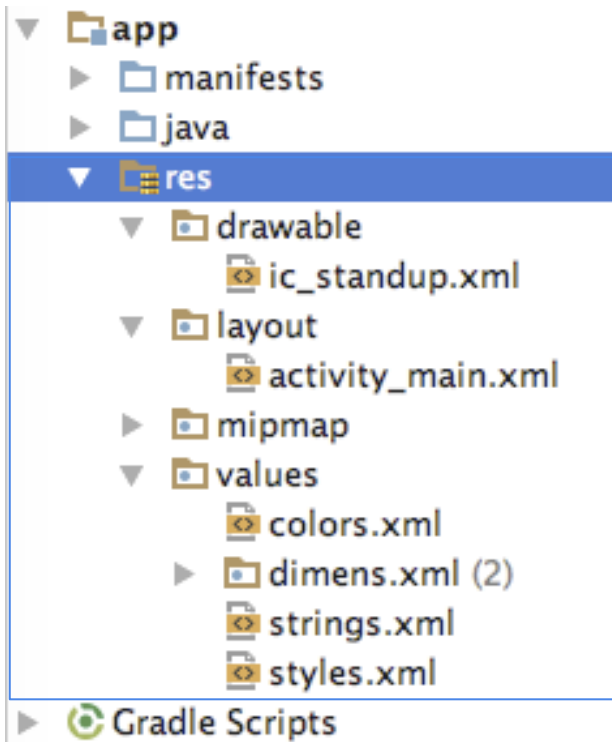 app
manifests
java
res
drawable
ic_standup.xml
layout
activity_main.xml
mipmap
values
colors.xml
dimens.xml (2)
strings.xml
styles.xml
Gradle Scripts